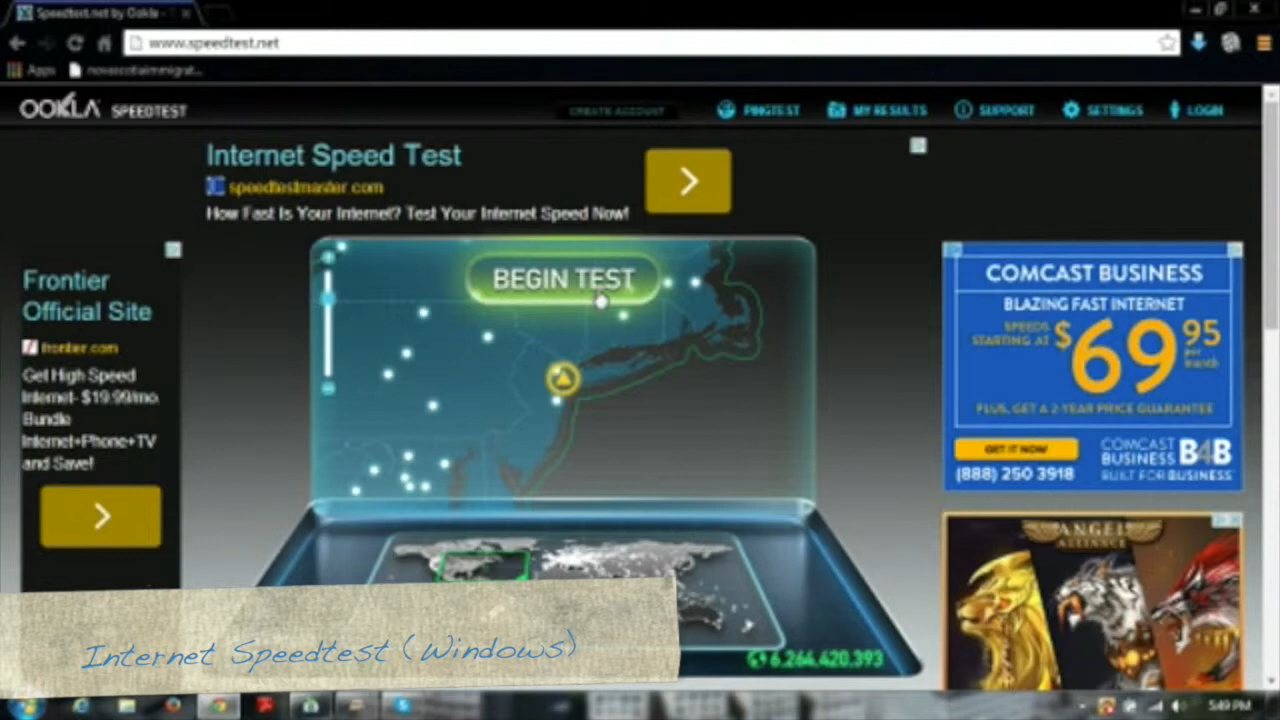 Speedtest.net by Ookla -
www.speedtest.net
Apps
novascotiaimmigrat...
OOKLA SPEEDTEST
CREATE ACCOUNT
PINGTEST
MY RESULTS
SUPPORT
SETTINGS
LOGIN
Internet Speed Test
speedtestmaster.com
How Fast Is Your Internet? Test Your Internet Speed Now!
Frontier
Official Site
frontier.com
Get High Speed
Internet- $19.99/mo.
Bundle
Internet+Phone+TV
and Save!
BEGIN TEST
COMCAST BUSINESS
BLAZING FAST INTERNET
SPEEDS
STARTING AT $69.95
per
month
PLUS, GET A 2-YEAR PRICE GUARANTEE
GET IT NOW
(888) 250 3918
COMCAST
BUSINESS B4B
BUILT FOR BUSINESS
ANGEL
ALLIANCE
6,264,420,393
Internet Speedtest (Windows)
5:49 PM